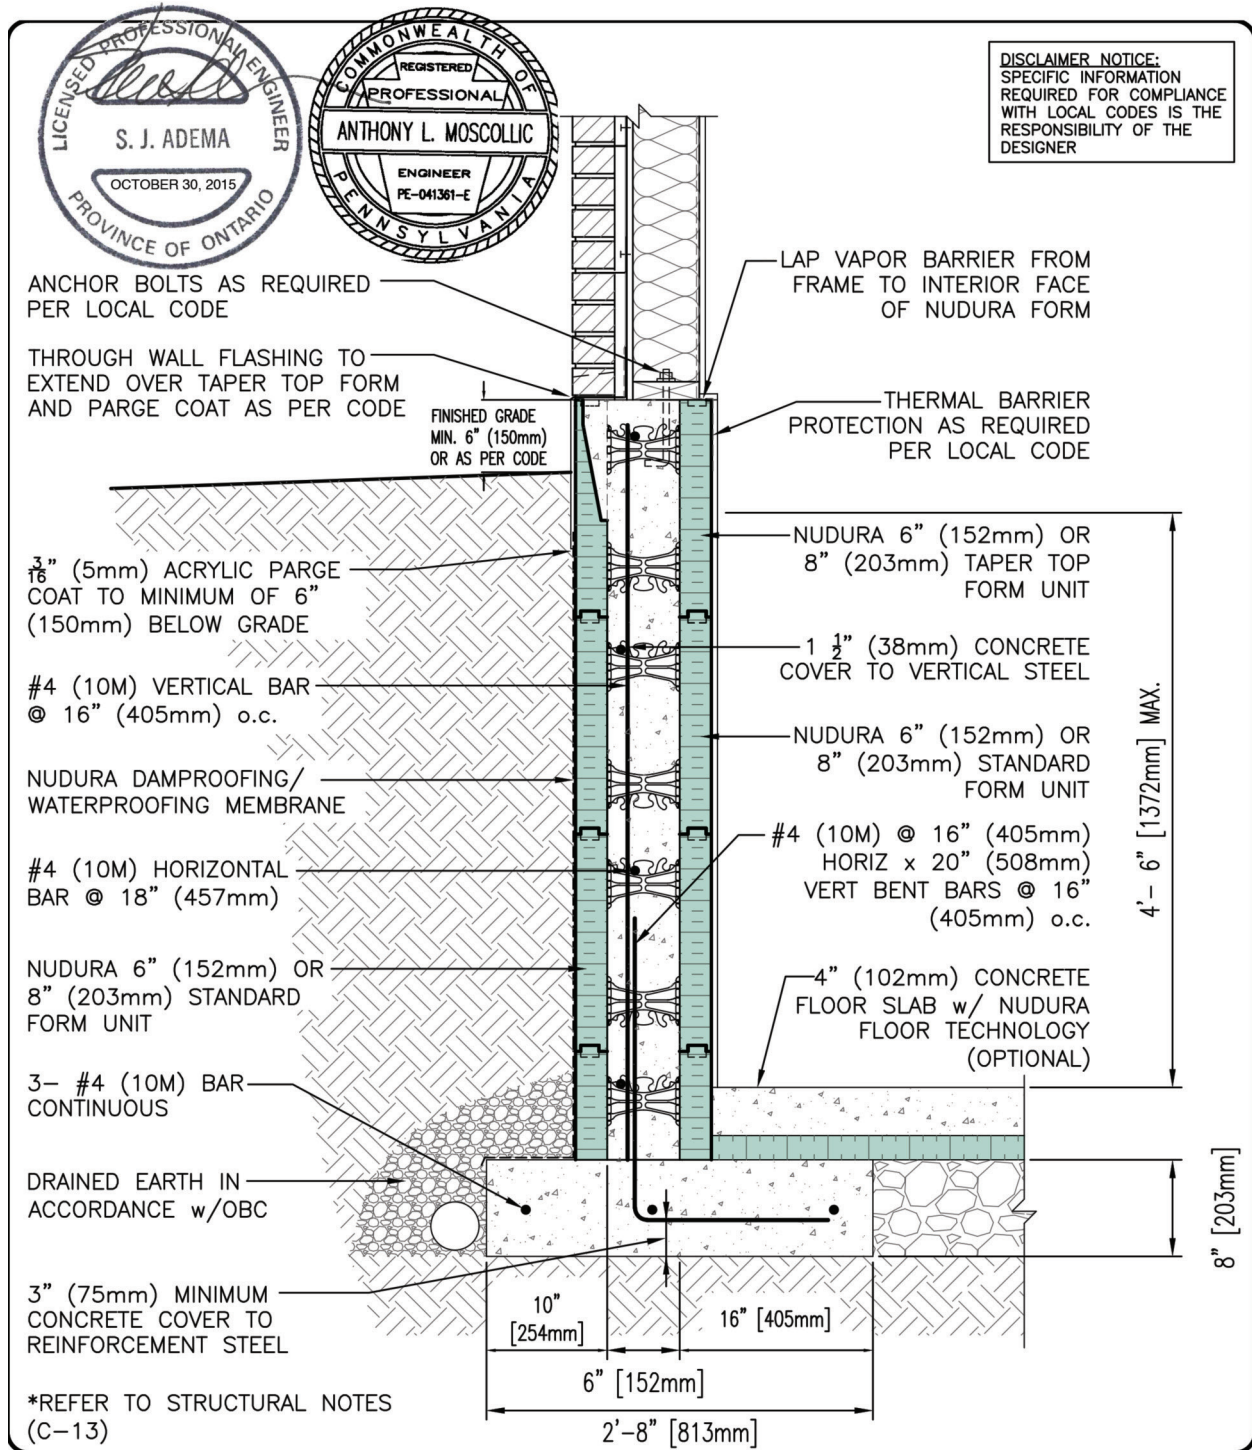 LICENSED PROFESSIONAL ENGINEER
S. J. ADEMA
OCTOBER 30, 2015
PROVINCE OF ONTARIO
COMMONWEALTH OF
REGISTERED
PROFESSIONAL
ANTHONY L. MOSCOLLIC
ENGINEER
PE-041361-E
PENNSYLVANIA
DISCLAIMER NOTICE:
SPECIFIC INFORMATION
REQUIRED FOR COMPLIANCE
WITH LOCAL CODES IS THE
RESPONSIBILITY OF THE
DESIGNER
ANCHOR BOLTS AS REQUIRED
PER LOCAL CODE
THROUGH WALL FLASHING TO
EXTEND OVER TAPER TOP FORM
AND PARGE COAT AS PER CODE
FINISHED GRADE
MIN. 6" (150mm)
OR AS PER CODE
3/16" (5mm) ACRYLIC PARGE
COAT TO MINIMUM OF 6"
(150mm) BELOW GRADE
#4 (10M) VERTICAL BAR
@ 16" (405mm) o.c.
NUDURA DAMPROOFING/
WATERPROOFING MEMBRANE
#4 (10M) HORIZONTAL
BAR @ 18" (457mm)
NUDURA 6" (152mm) OR
8" (203mm) STANDARD
FORM UNIT
3- #4 (10M) BAR
CONTINUOUS
DRAINED EARTH IN
ACCORDANCE w/OBC
3" (75mm) MINIMUM
CONCRETE COVER TO
REINFORCEMENT STEEL
*REFER TO STRUCTURAL NOTES
(C-13)
LAP VAPOR BARRIER FROM
FRAME TO INTERIOR FACE
OF NUDURA FORM
THERMAL BARRIER
PROTECTION AS REQUIRED
PER LOCAL CODE
NUDURA 6" (152mm) OR
8" (203mm) TAPER TOP
FORM UNIT
1 1/2" (38mm) CONCRETE
COVER TO VERTICAL STEEL
NUDURA 6" (152mm) OR
8" (203mm) STANDARD
FORM UNIT
#4 (10M) @ 16" (405mm)
HORIZ x 20" (508mm)
VERT BENT BARS @ 16"
(405mm) o.c.
4" (102mm) CONCRETE
FLOOR SLAB w/ NUDURA
FLOOR TECHNOLOGY
(OPTIONAL)
4'- 6" [1372mm] MAX.
8" [203mm]
10"
[254mm]
16" [405mm]
6" [152mm]
2'-8" [813mm]